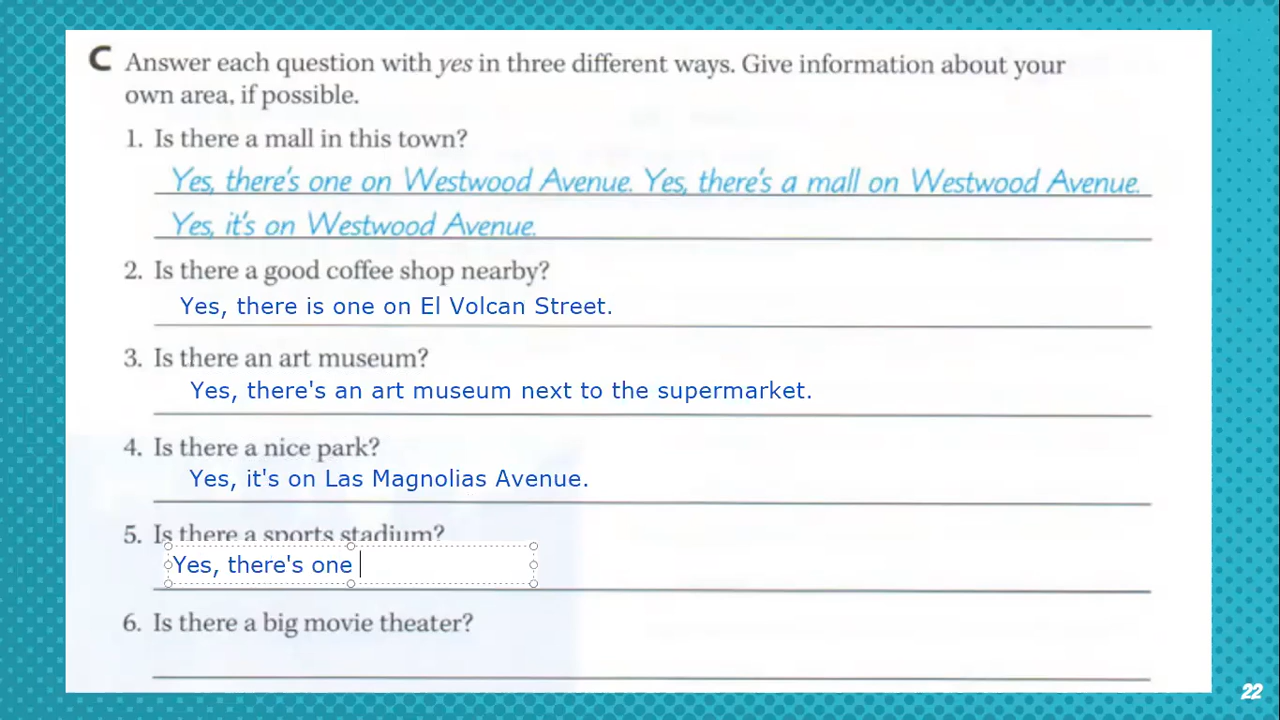 C Answer each question with yes in three different ways. Give information about your
own area, if possible.
1. Is there a mall in this town?
Yes, there's one on Westwood Avenue. Yes, there's a mall on Westwood Avenue.
Yes, it's on Westwood Avenue.
2. Is there a good coffee shop nearby?
Yes, there is one on El Volcan Street.
3. Is there an art museum?
Yes, there's an art museum next to the supermarket.
4. Is there a nice park?
Yes, it's on Las Magnolias Avenue.
5. Is there a sports stadium?
Yes, there's one
6. Is there a big movie theater?
22